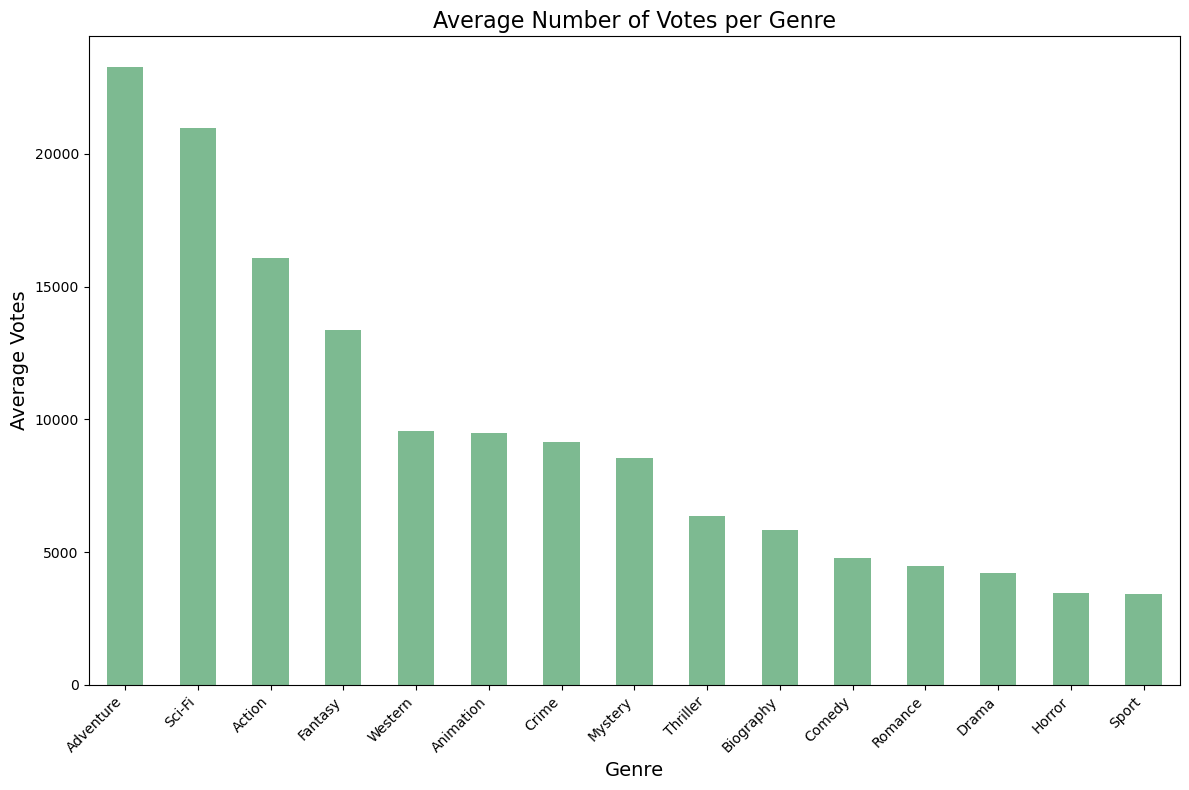 Average Number of Votes per Genre
Average Votes
20000
15000
10000
5000
0
Adventure
Sci-Fi
Action
Fantasy
Western
Animation
Crime
Mystery
Thriller
Biography
Comedy
Romance
Drama
Horror
Sport
Genre